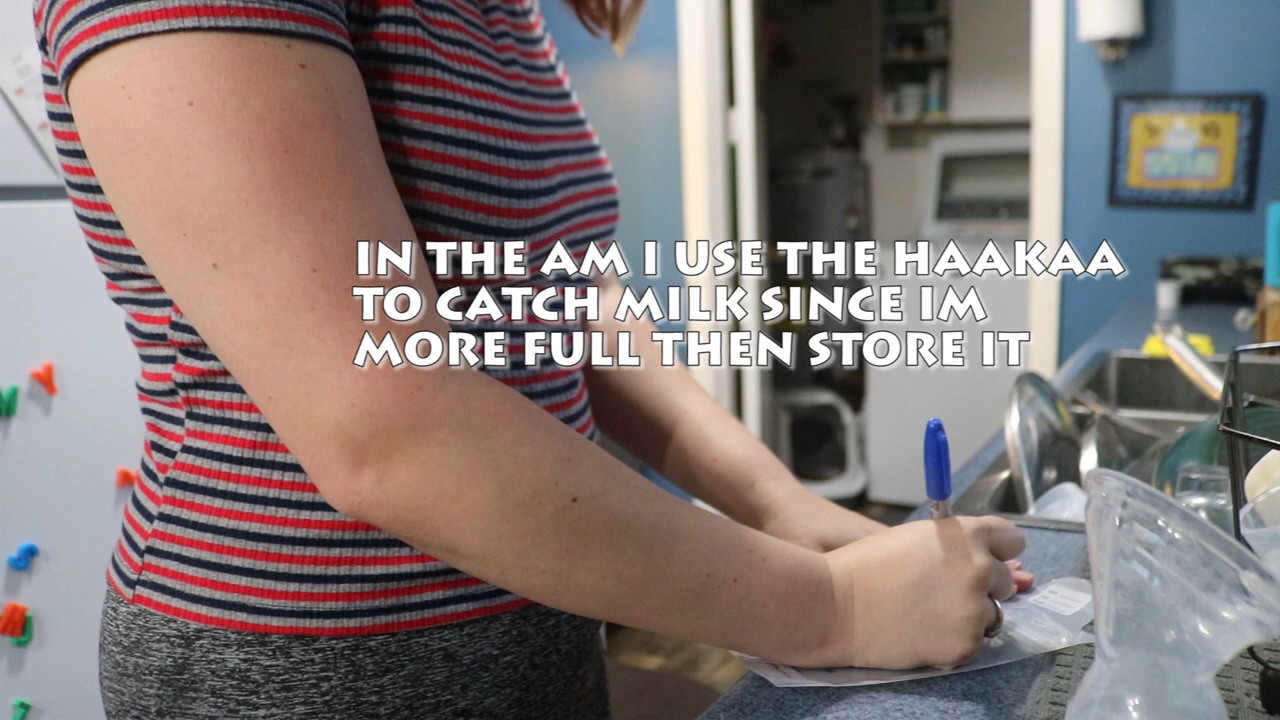 IN THE AM I USE THE HAAKAA
TO CATCH MILK SINCE IM
MORE FULL THEN STORE IT